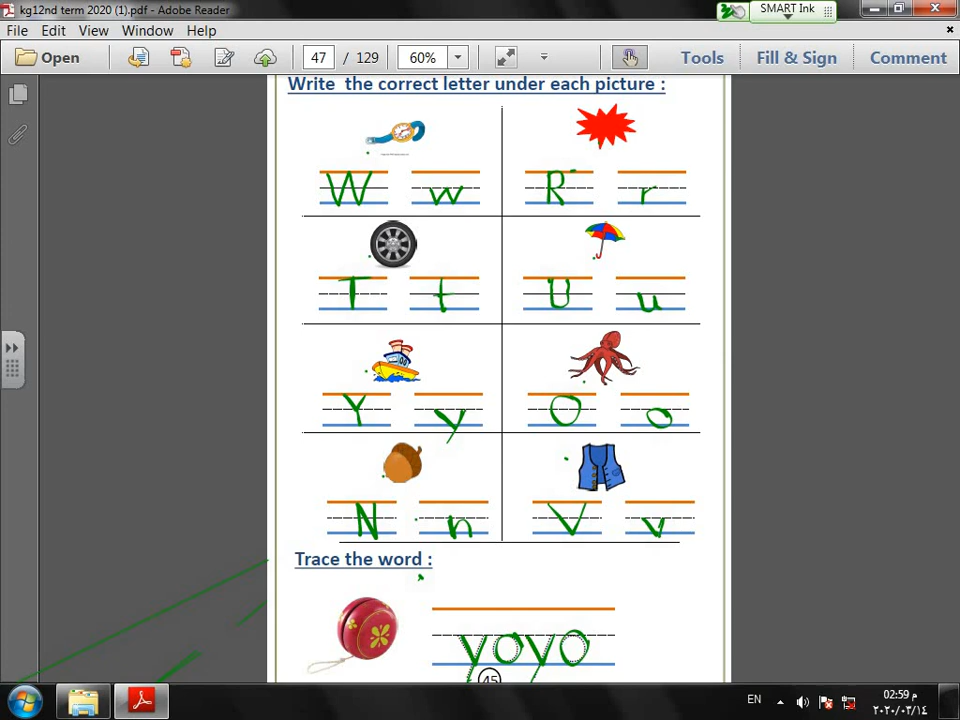 kg12nd term 2020 (1).pdf - Adobe Reader
SMART Ink
File Edit View Window Help
Open 47 / 129 60% Tools Fill & Sign Comment
Write the correct letter under each picture :
W w R r
T t U u
Y y O o
N n V v
Trace the word :
yoyo
45
EN 02:59 م
٢٠٢٠/٠٣/١٤